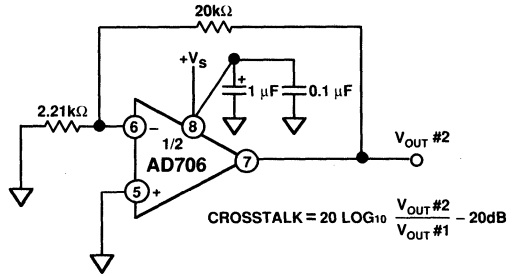 20kΩ
+VS
+
1 µF
0.1 µF
2.21kΩ
6
−
8
1/2
AD706
7
5
+
VOUT #2
CROSSTALK = 20 LOG10 VOUT #2 / VOUT #1 − 20dB